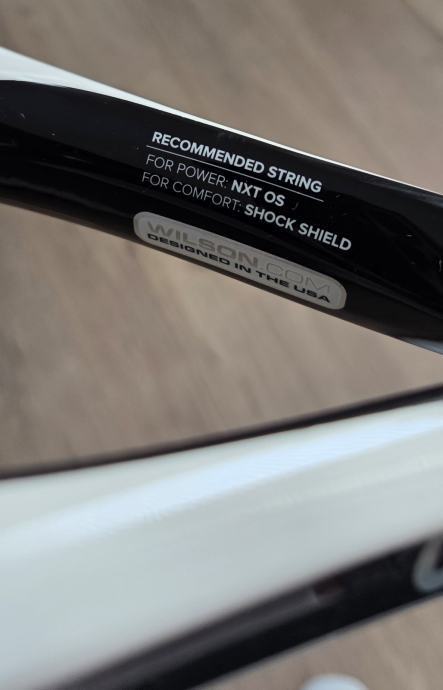 RECOMMENDED STRING
FOR POWER: NXT OS
FOR COMFORT: SHOCK SHIELD
WILSON.COM
DESIGNED IN THE USA